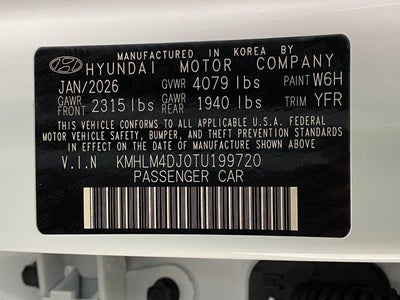 MANUFACTURED IN KOREA BY
HYUNDAI MOTOR COMPANY
JAN/2026 GVWR 4079 lbs PAINT W6H
GAWR FRONT 2315 lbs GAWR REAR 1940 lbs TRIM YFR
THIS VEHICLE CONFORMS TO ALL APPLICABLE U.S.A. FEDERAL
MOTOR VEHICLE SAFETY, BUMPER, AND THEFT PREVENTION STANDARDS
IN EFFECT ON THE DATE OF MANUFACTURE SHOWN ABOVE
V.I.N KMHLM4DJ0TU199720
PASSENGER CAR